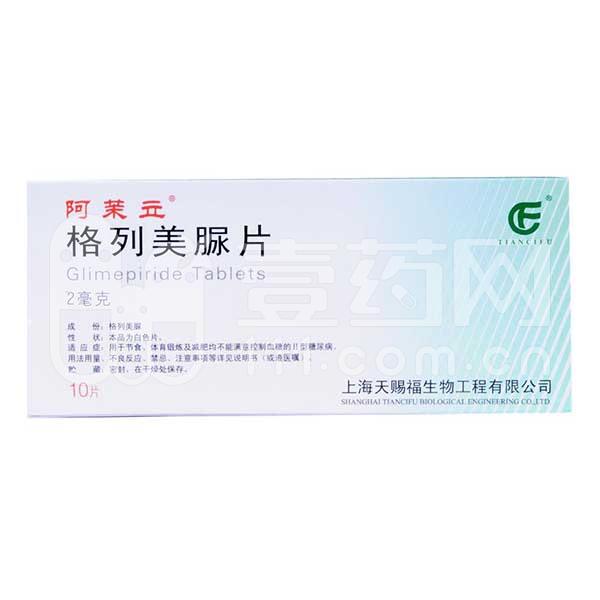 阿茉立®
格列美脲片
Glimepiride Tablets
2毫克
成 份：格列美脲
性 状：本品为白色片。
适 应 症：用于节食、体育锻炼及减肥均不能满意控制血糖的II型糖尿病。
用法用量、不良反应、禁忌、注意事项等详见说明书（或遵医嘱）。
贮 藏：密封，在干燥处保存。
10片
®
TIANCIFU
上海天赐福生物工程有限公司
SHANGHAI TIANCIFU BIOLOGICAL ENGINEERING CO.,LTD
壹药网
111.com.cn